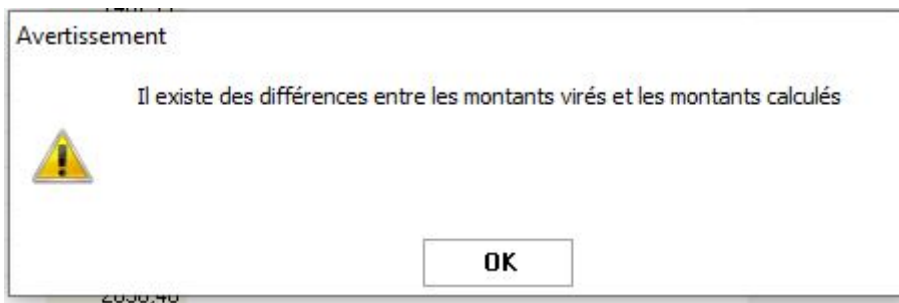 Avertissement
Il existe des différences entre les montants virés et les montants calculés
OK